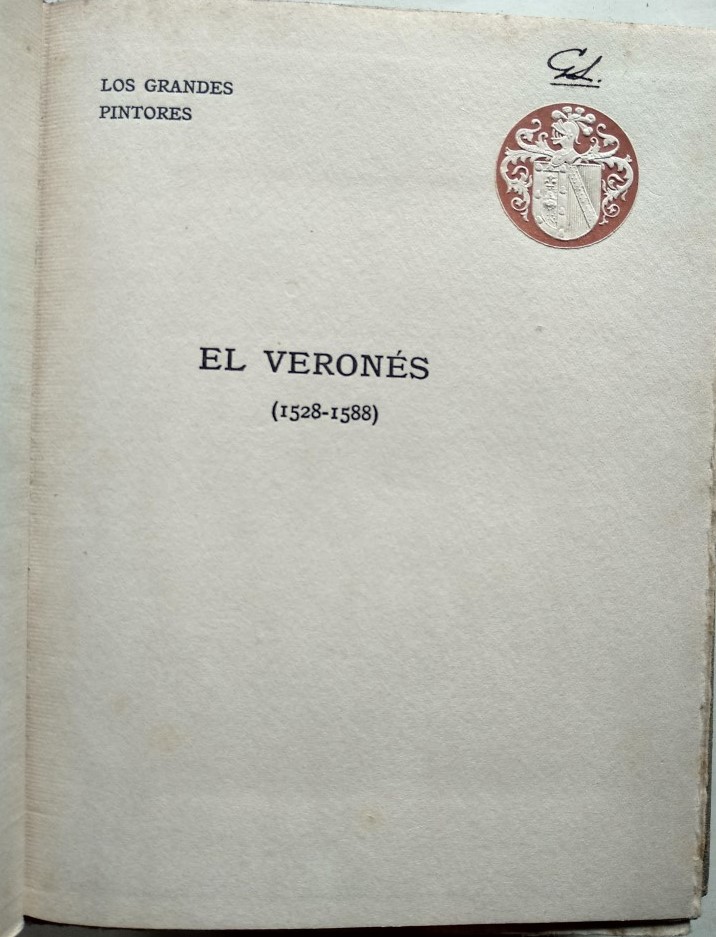 LOS GRANDES
PINTORES
EL VERONÉS
(1528-1588)